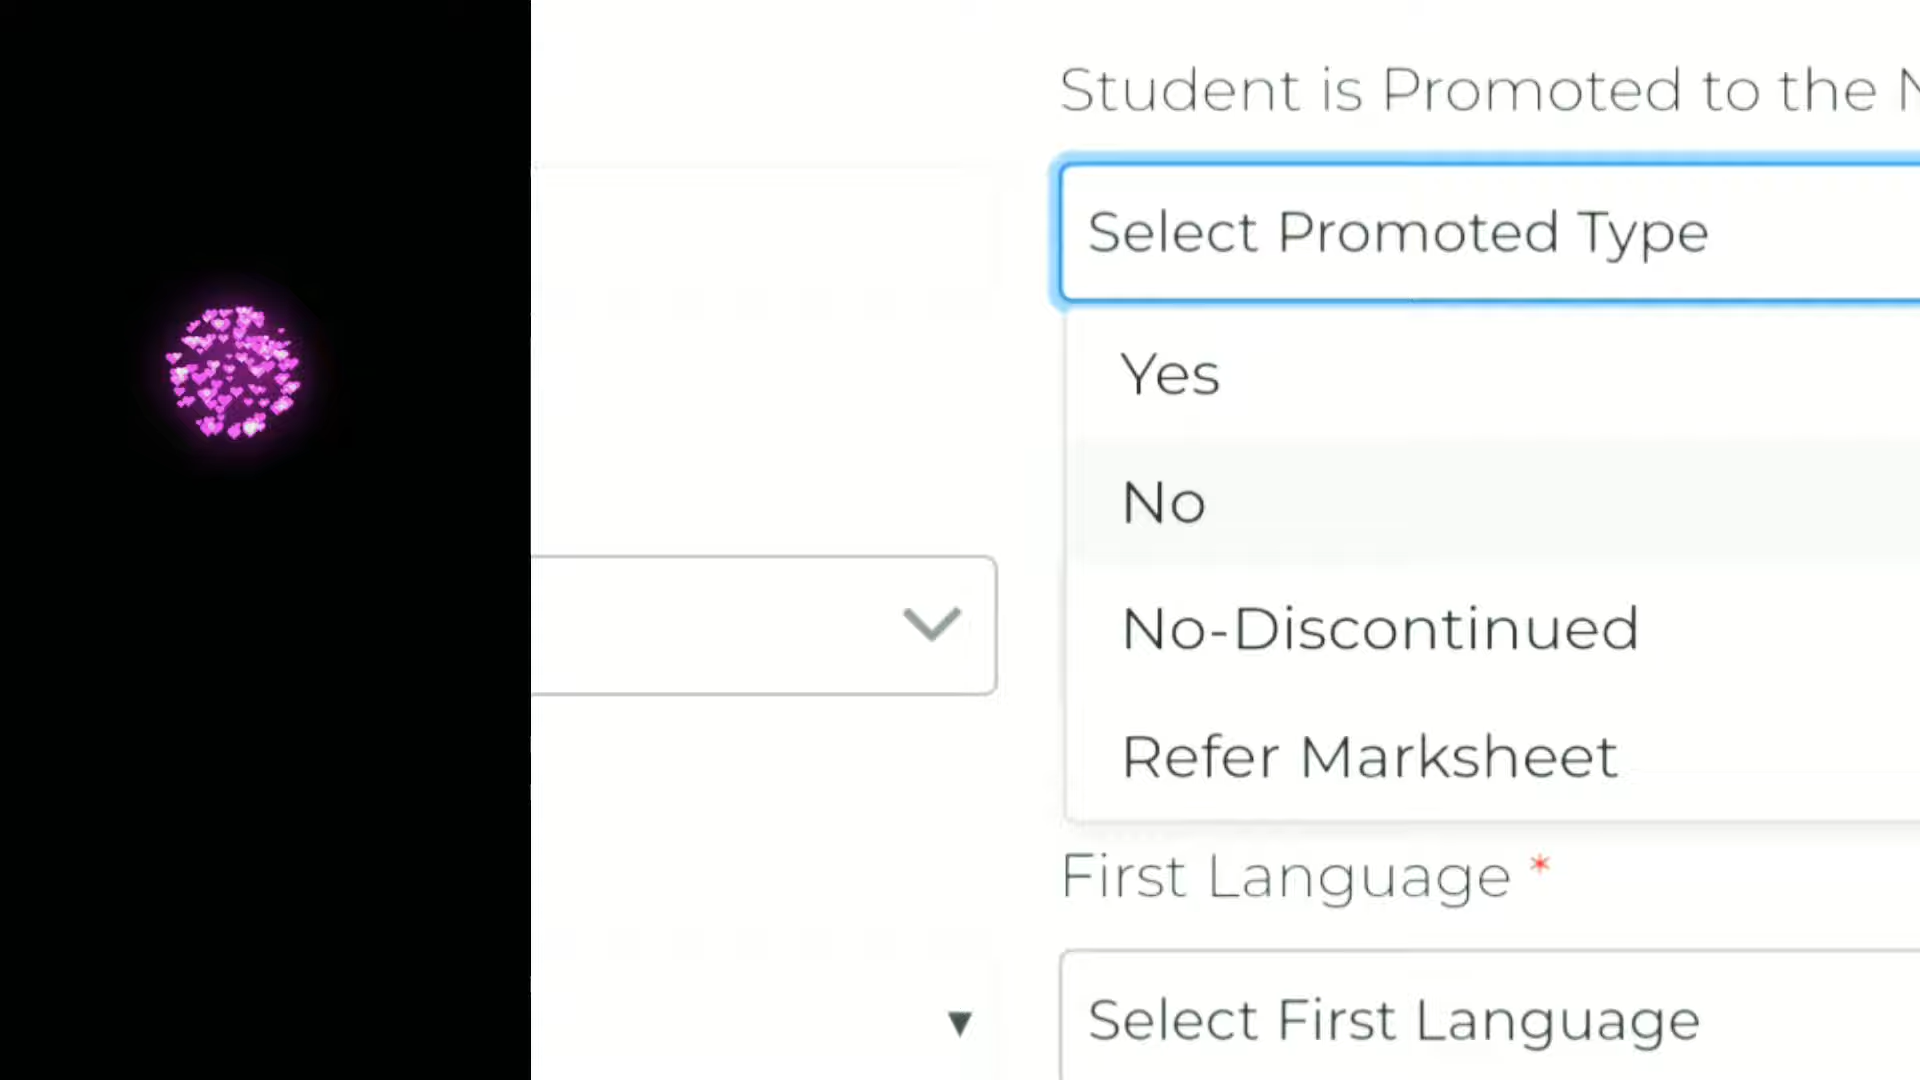 Student is Promoted to the
Select Promoted Type
Yes
No
No-Discontinued
Refer Marksheet
First Language *
Select First Language